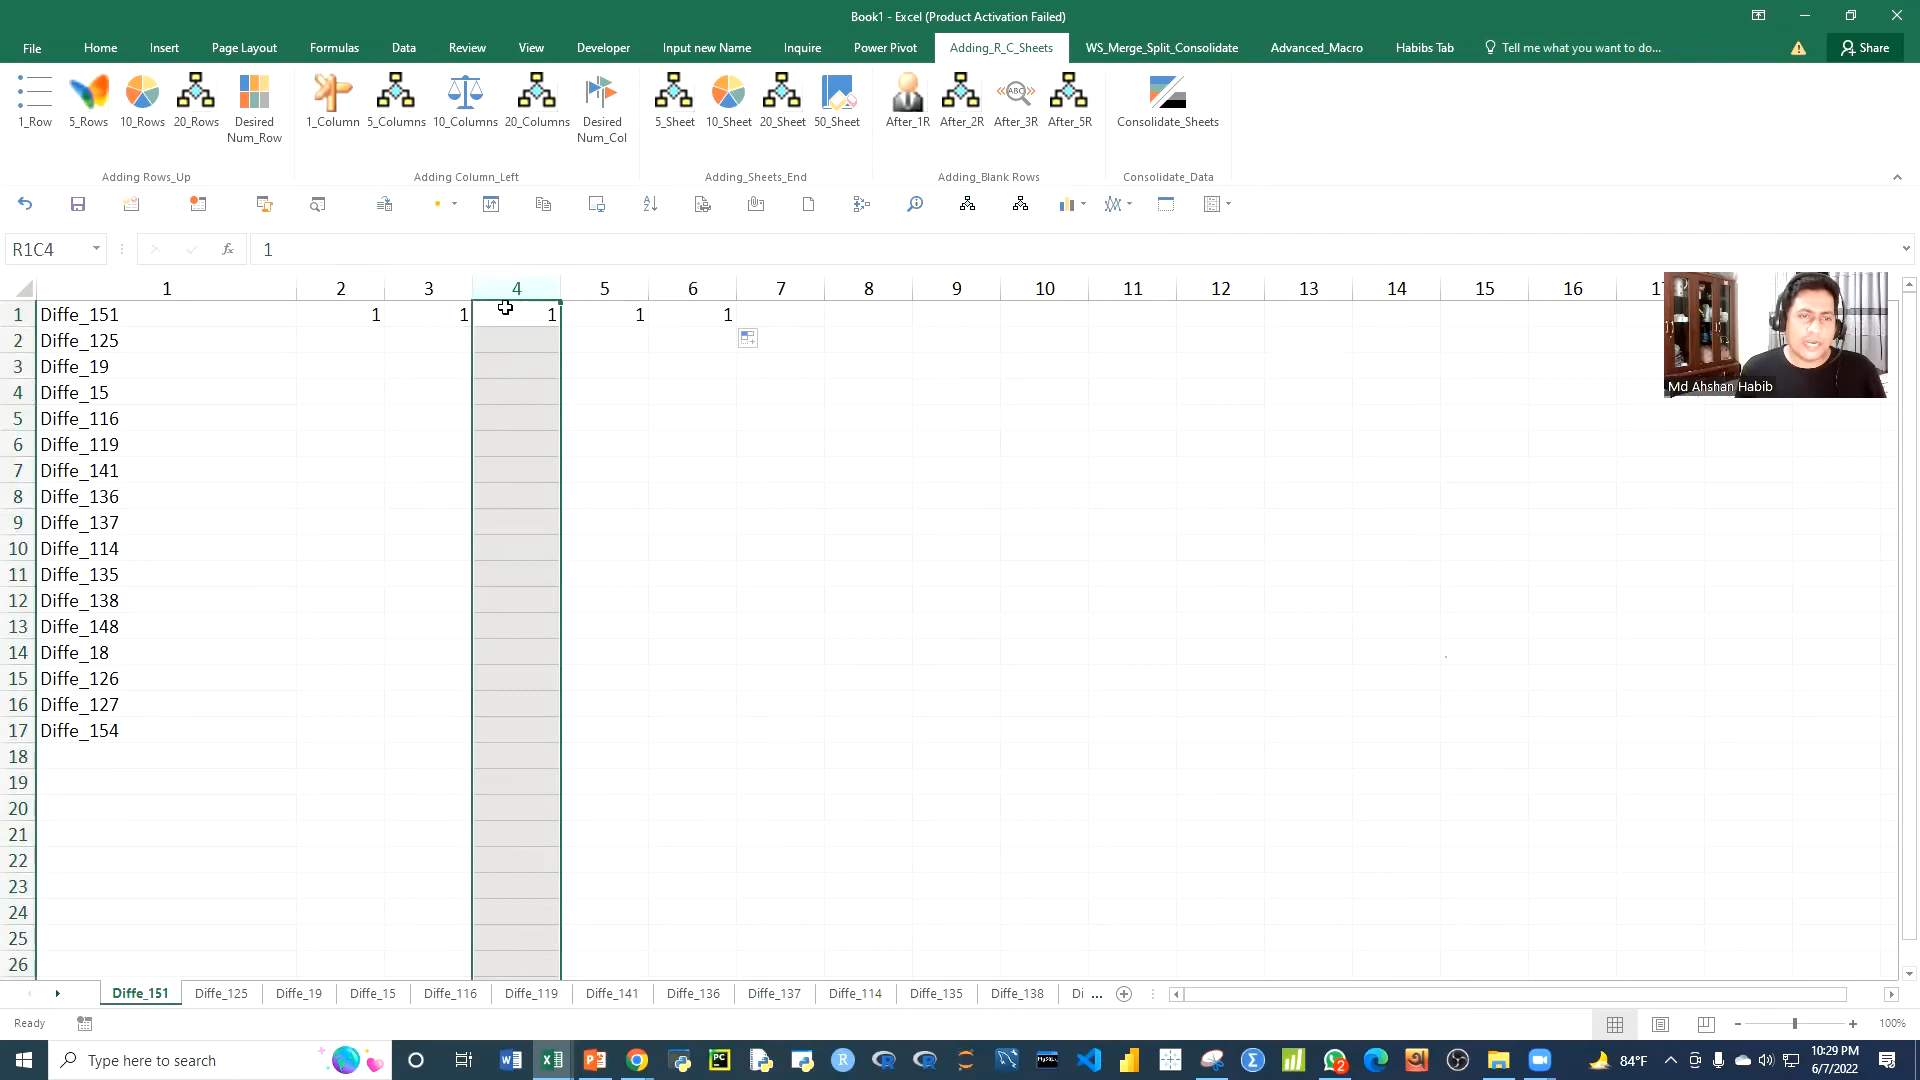 Book1 - Excel (Product Activation Failed)
File Home Insert Page Layout Formulas Data Review View Developer Input new Name Inquire Power Pivot Adding_R_C_Sheets WS_Merge_Split_Consolidate Advanced_Macro Habibs Tab Tell me what you want to do... Share
1_Row 5_Rows 10_Rows 20_Rows Desired Num_Row 1_Column 5_Columns 10_Columns 20_Columns Desired Num_Col 5_Sheet 10_Sheet 20_Sheet 50_Sheet After_1R After_2R After_3R After_5R Consolidate_Sheets
Adding Rows_Up Adding Column_Left Adding_Sheets_End Adding_Blank Rows Consolidate_Data
R1C4 fx 1
1 2 3 4 5 6 7 8 9 10 11 12 13 14 15 16
1 Diffe_151 1 1 1 1 1
2 Diffe_125
3 Diffe_19
4 Diffe_15
5 Diffe_116
6 Diffe_119
7 Diffe_141
8 Diffe_136
9 Diffe_137
10 Diffe_114
11 Diffe_135
12 Diffe_138
13 Diffe_148
14 Diffe_18
15 Diffe_126
16 Diffe_127
17 Diffe_154
18
19
20
21
22
23
24
25
26
Md Ahshan Habib
Diffe_151 Diffe_125 Diffe_19 Diffe_15 Diffe_116 Diffe_119 Diffe_141 Diffe_136 Diffe_137 Diffe_114 Diffe_135 Diffe_138 Di ...
Ready 100%
Type here to search 84°F 10:29 PM
6/7/2022